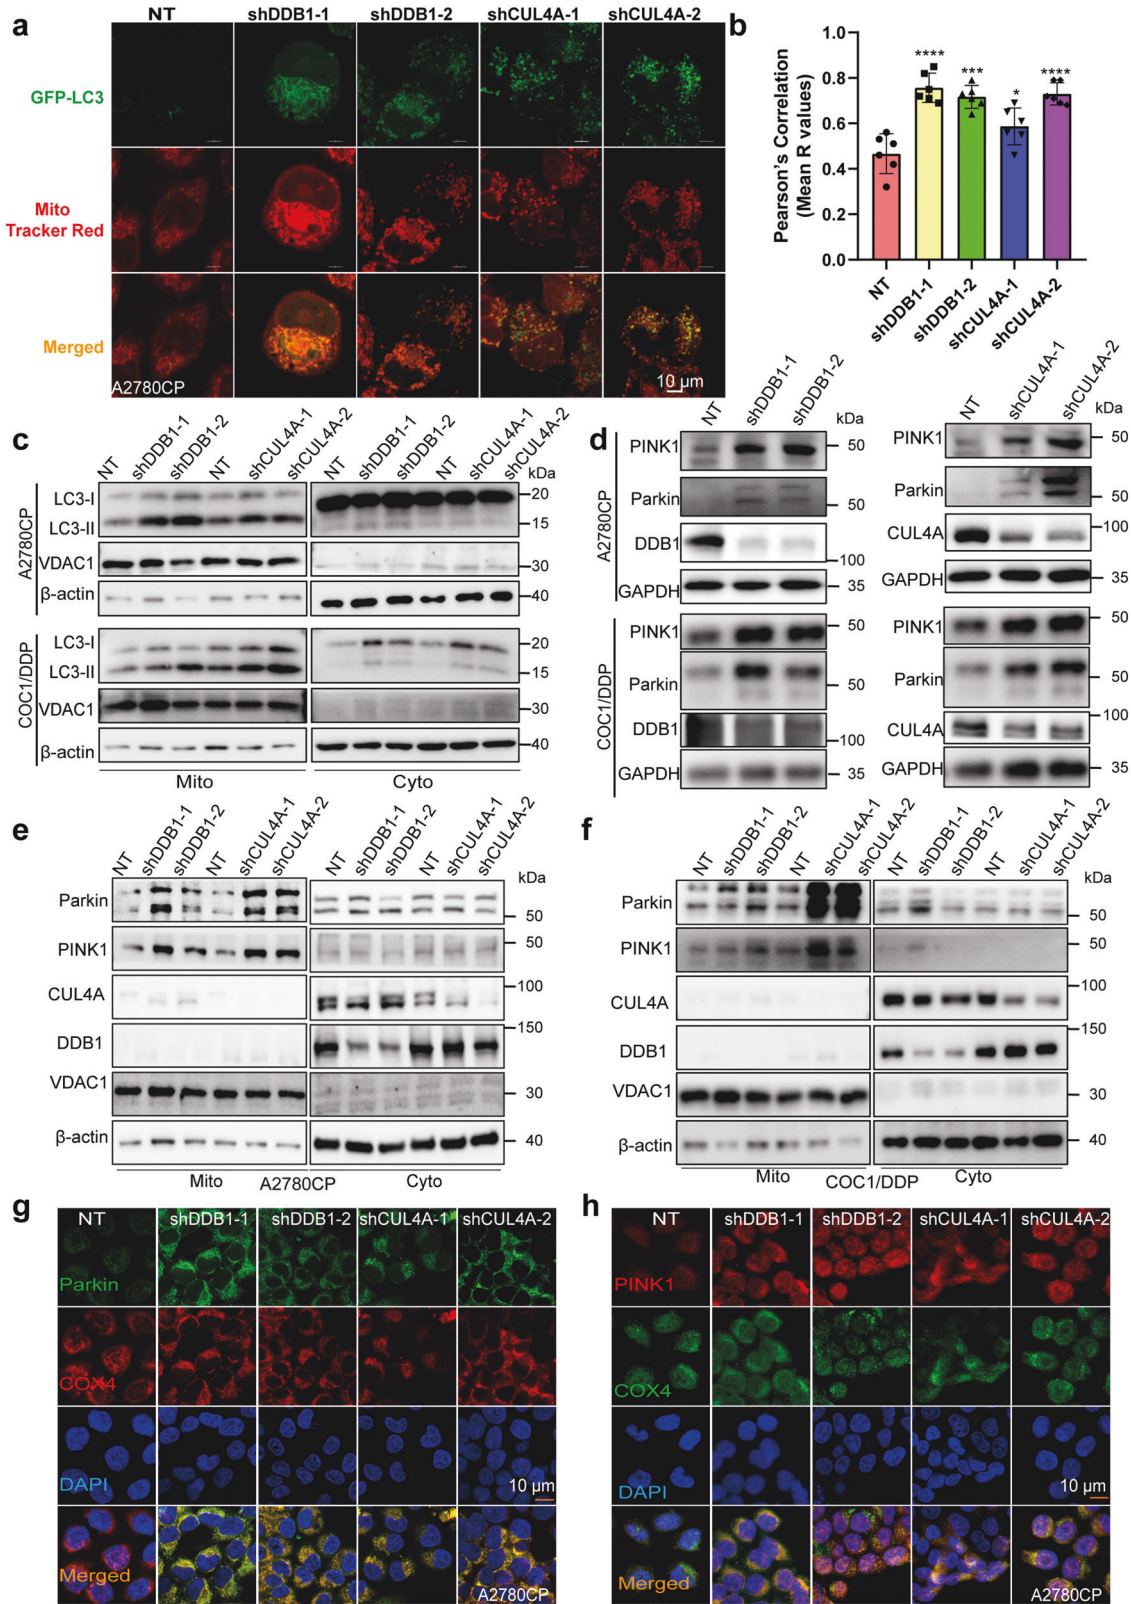 a
NT shDDB1-1 shDDB1-2 shCUL4A-1 shCUL4A-2
GFP-LC3
Mito
Tracker Red
Merged
A2780CP
10 µm
b
Pearson's Correlation
(Mean R values)
1.0
0.8
0.6
0.4
0.2
0.0
**** *** * ****
NT shDDB1-1 shDDB1-2 shCUL4A-1 shCUL4A-2
c
NT shDDB1-1 shDDB1-2 NT shCUL4A-1 shCUL4A-2 NT shDDB1-1 shDDB1-2 NT shCUL4A-1 shCUL4A-2
kDa
A2780CP
LC3-I 20
LC3-II 15
VDAC1 30
β-actin 40
COC1/DDP
LC3-I 20
LC3-II 15
VDAC1 30
β-actin 40
Mito Cyto
d
NT shDDB1-1 shDDB1-2 kDa
A2780CP
PINK1 50
Parkin 50
DDB1 100
GAPDH 35
COC1/DDP
PINK1 50
Parkin 50
DDB1 100
GAPDH 35
NT shCUL4A-1 shCUL4A-2 kDa
PINK1 50
Parkin 50
CUL4A 100
GAPDH 35
PINK1 50
Parkin 50
CUL4A 100
GAPDH 35
e
NT shDDB1-1 shDDB1-2 NT shCUL4A-1 shCUL4A-2 NT shDDB1-1 shDDB1-2 NT shCUL4A-1 shCUL4A-2
kDa
Parkin 50
PINK1 50
CUL4A 100
DDB1 150
VDAC1 30
β-actin 40
Mito A2780CP Cyto
f
NT shDDB1-1 shDDB1-2 NT shCUL4A-1 shCUL4A-2 NT shDDB1-1 shDDB1-2 NT shCUL4A-1 shCUL4A-2
kDa
Parkin 50
PINK1 50
CUL4A 100
DDB1 150
VDAC1 30
β-actin 40
Mito COC1/DDP Cyto
g
NT shDDB1-1 shDDB1-2 shCUL4A-1 shCUL4A-2
Parkin
COX4
DAPI
10 µm
Merged
A2780CP
h
NT shDDB1-1 shDDB1-2 shCUL4A-1 shCUL4A-2
PINK1
COX4
DAPI
10 µm
Merged
A2780CP